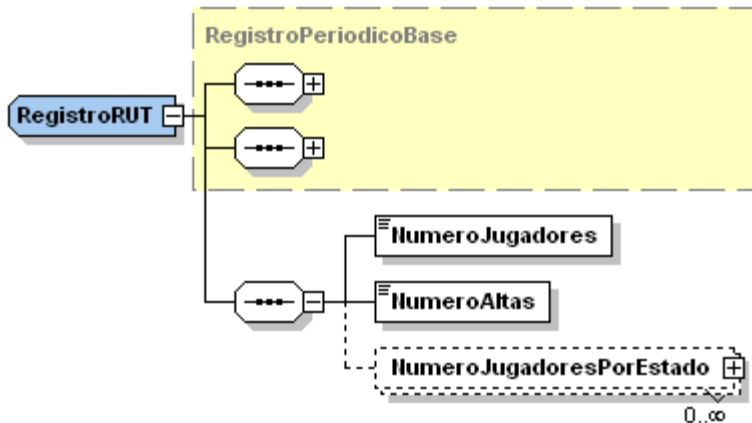 RegistroPeriodicoBase
RegistroRUT
NumeroJugadores
NumeroAltas
NumeroJugadoresPorEstado
0..∞